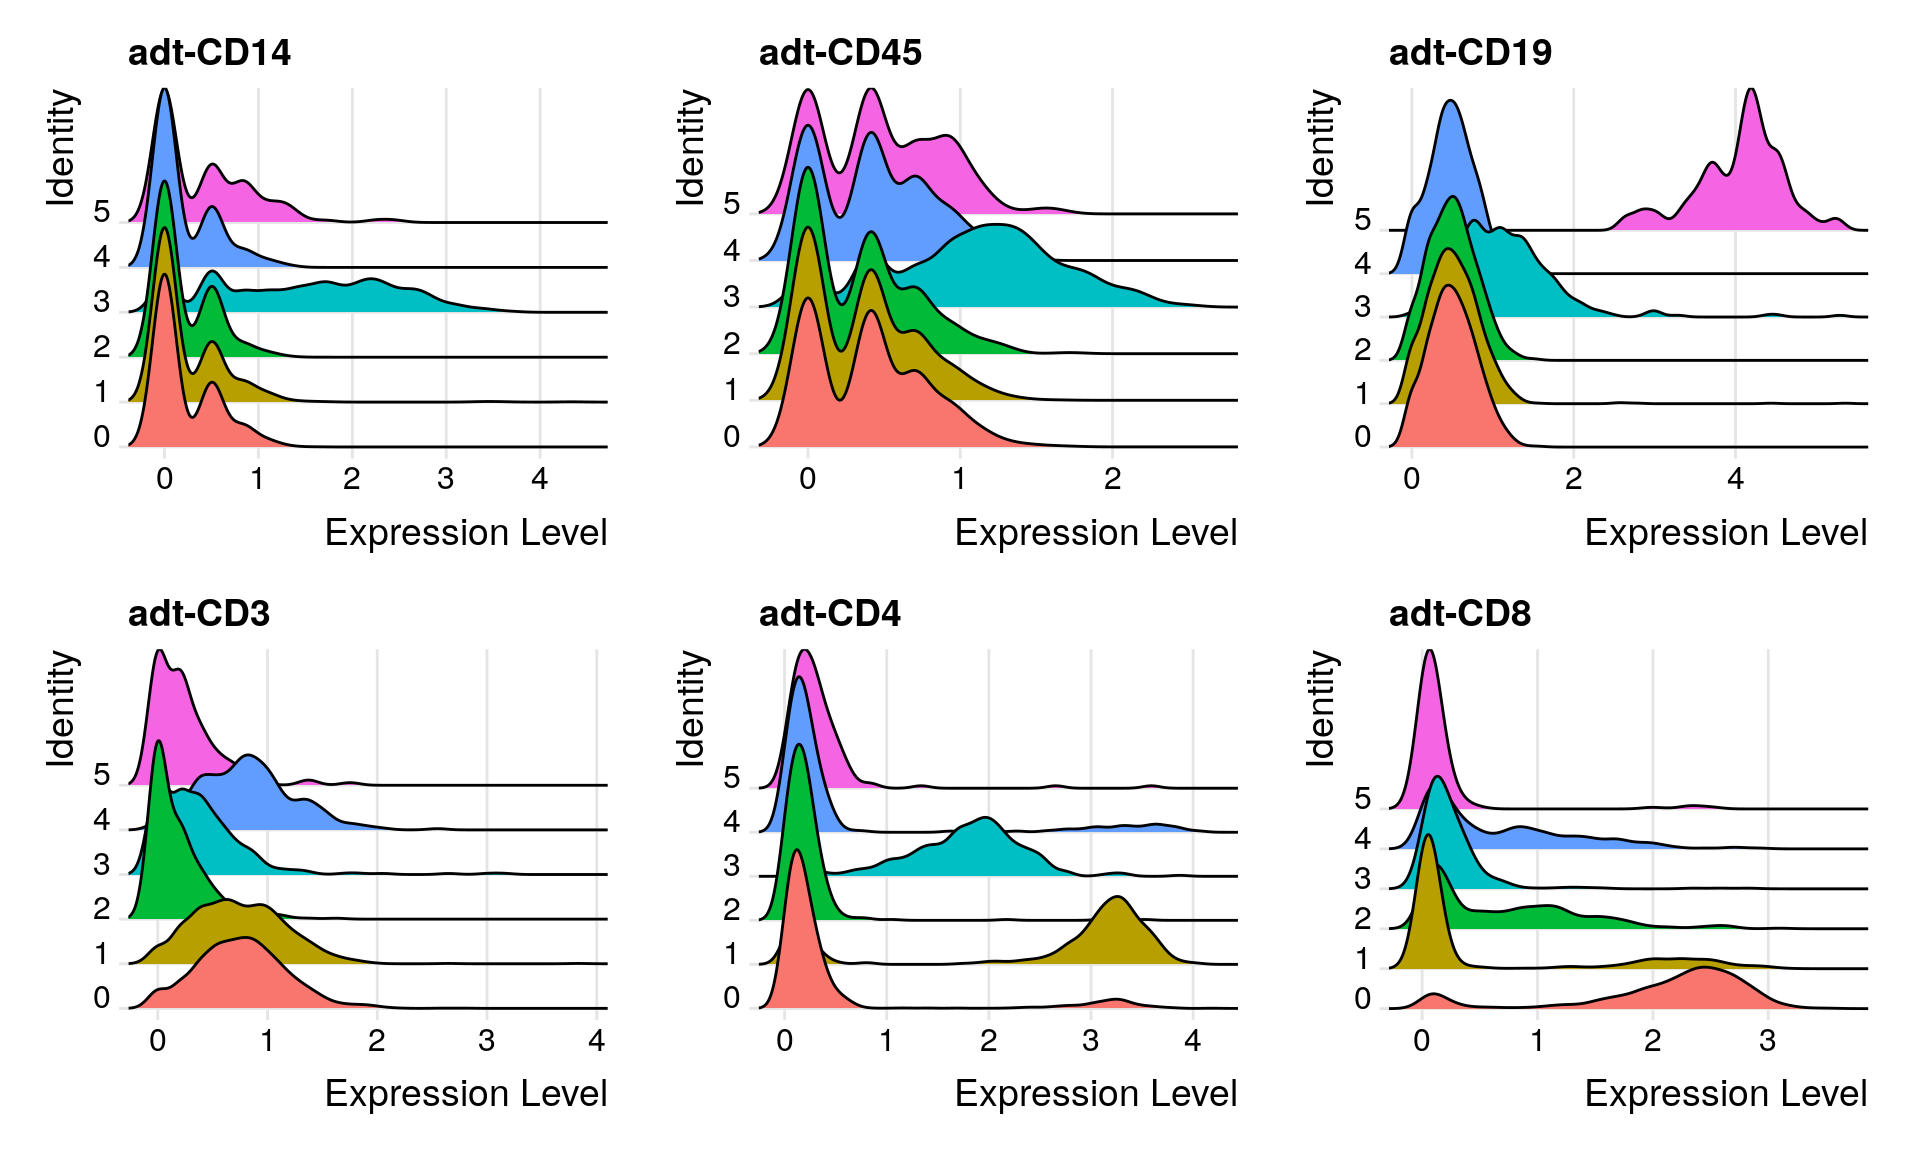 adt-CD14
Identity
5
4
3
2
1
0
0 1 2 3 4
Expression Level
adt-CD45
Identity
5
4
3
2
1
0
0 1 2
Expression Level
adt-CD19
Identity
5
4
3
2
1
0
0 2 4
Expression Level
adt-CD3
Identity
5
4
3
2
1
0
0 1 2 3 4
Expression Level
adt-CD4
Identity
5
4
3
2
1
0
0 1 2 3 4
Expression Level
adt-CD8
Identity
5
4
3
2
1
0
0 1 2 3
Expression Level